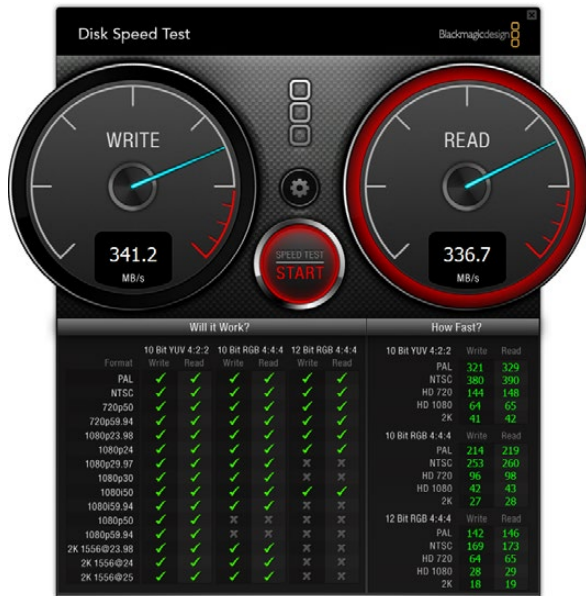 Disk Speed Test
Blackmagicdesign
WRITE
READ
341.2
MB/s
336.7
MB/s
SPEED TEST
START
Will it Work?
How Fast?
10 Bit YUV 4:2:2 10 Bit RGB 4:4:4 12 Bit RGB 4:4:4
Format Write Read Write Read Write Read
PAL ✓ ✓ ✓ ✓ ✓ ✓
NTSC ✓ ✓ ✓ ✓ ✓ ✓
720p50 ✓ ✓ ✓ ✓ ✓ ✓
720p59.94 ✓ ✓ ✓ ✓ ✓ ✓
1080p23.98 ✓ ✓ ✓ ✓ ✓ ✓
1080p24 ✓ ✓ ✓ ✓ ✓ ✓
1080p29.97 ✓ ✓ ✓ ✓ x x
1080p30 ✓ ✓ ✓ ✓ x x
1080i50 ✓ ✓ ✓ ✓ ✓ ✓
1080i59.94 ✓ ✓ ✓ ✓ x x
1080p50 ✓ ✓ x x x x
1080p59.94 ✓ ✓ x x x x
2K 1556@23.98 ✓ ✓ ✓ ✓ x x
2K 1556@24 ✓ ✓ ✓ ✓ x x
2K 1556@25 ✓ ✓ ✓ ✓ x x
10 Bit YUV 4:2:2 Write Read
PAL 321 329
NTSC 380 390
HD 720 144 148
HD 1080 64 65
2K 41 42
10 Bit RGB 4:4:4 Write Read
PAL 214 219
NTSC 253 260
HD 720 96 98
HD 1080 42 43
2K 27 28
12 Bit RGB 4:4:4 Write Read
PAL 142 146
NTSC 169 173
HD 720 64 65
HD 1080 28 29
2K 18 19